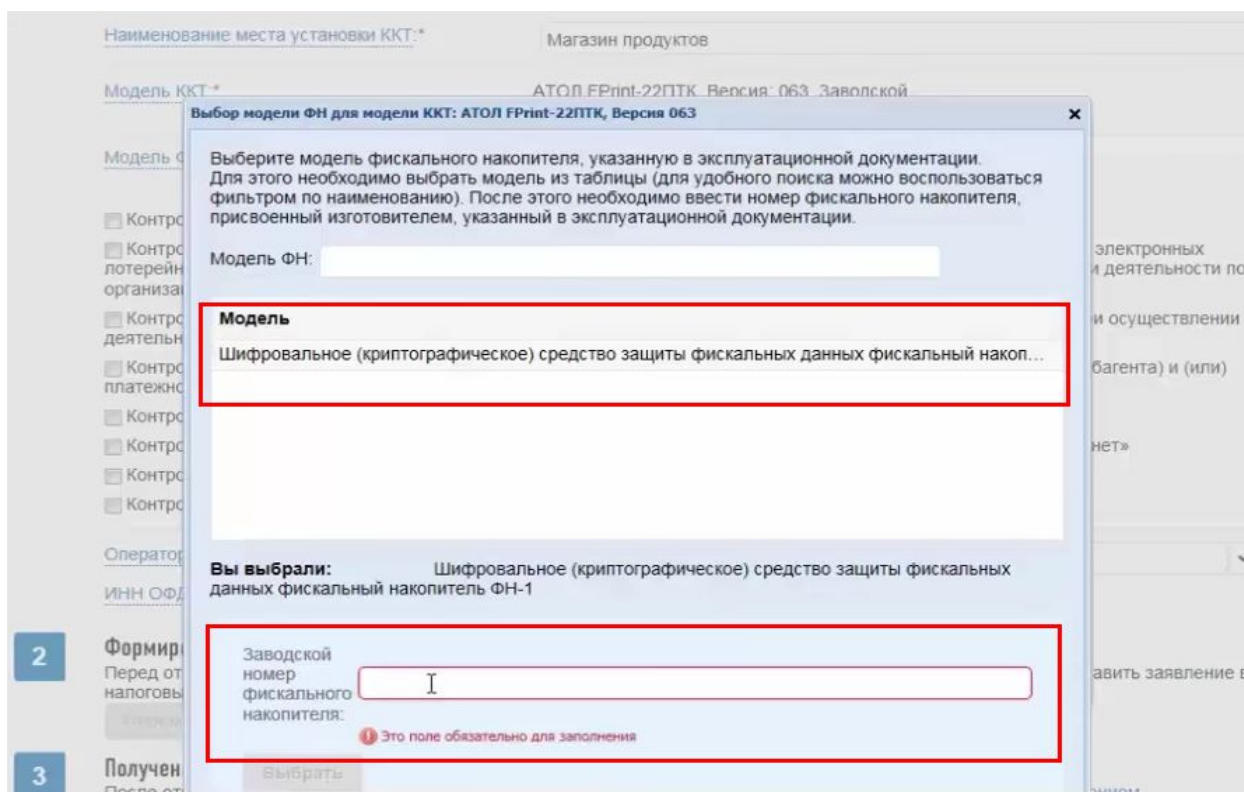 Наименование места установки ККТ:*
Магазин продуктов
Модель ККТ:*
АТОЛ FPrint-22ПТК, Версия: 063, Заводской
Выбор модели ФН для модели ККТ: АТОЛ FPrint-22ПТК, Версия 063
Модель
Выберите модель фискального накопителя, указанную в эксплуатационной документации.
Для этого необходимо выбрать модель из таблицы (для удобного поиска можно воспользоваться
фильтром по наименованию). После этого необходимо ввести номер фискального накопителя,
присвоенный изготовителем, указанный в эксплуатационной документации.
Контро
Контро
электронных
лотерейн
и деятельности по
организа
Модель ФН:
Контро
и осуществлении
деятельн
Модель
Шифровальное (криптографическое) средство защиты фискальных данных фискальный накоп...
Контро
багента) и (или)
платежно
Контро
Контро
нет»
Контро
Контро
Оператор
ИНН ОФД
Вы выбрали: Шифровальное (криптографическое) средство защиты фискальных
данных фискальный накопитель ФН-1
2
Формир
Перед от
авить заявление в
налоговы
Заводской
номер
фискального
накопителя:
Это поле обязательно для заполнения
3
Получен
Выбрать
После от